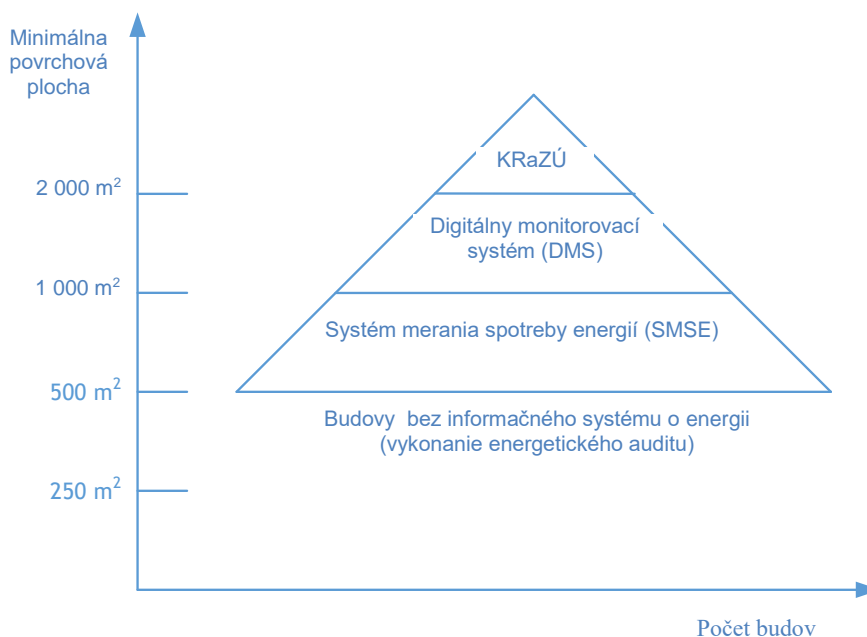 Minimálna
povrchová
plocha
KRaZÚ
2 000 m²
Digitálny monitorovací
systém (DMS)
1 000 m²
Systém merania spotreby energií (SMSE)
500 m²
Budovy  bez informačného systému o energii
(vykonanie energetického auditu)
250 m²
Počet budov